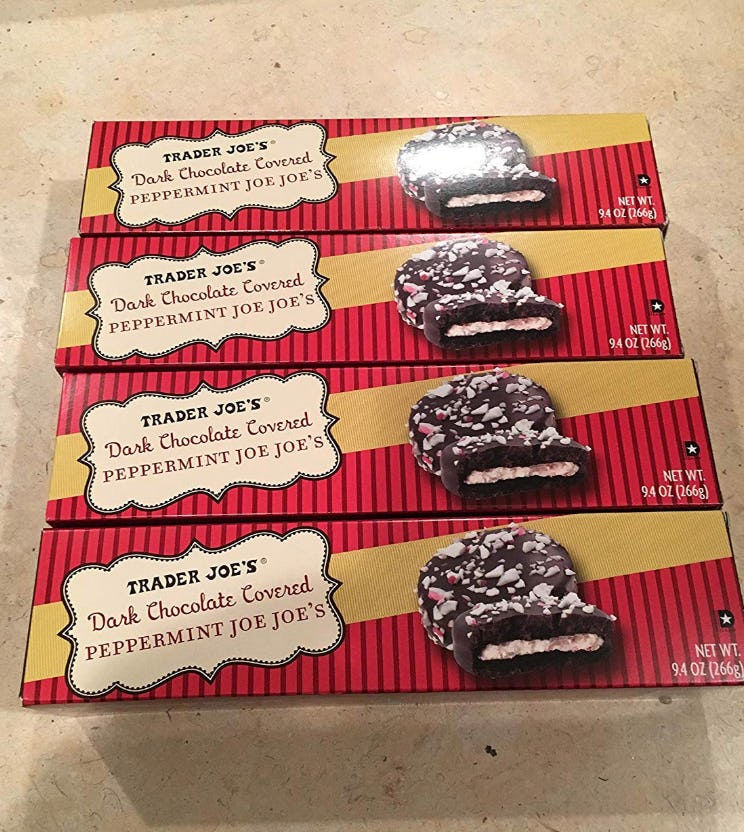 TRADER JOE'S®
Dark Chocolate Covered
PEPPERMINT JOE JOE'S
NET WT.
9.4 OZ (266g)
TRADER JOE'S®
Dark Chocolate Covered
PEPPERMINT JOE JOE'S
NET WT.
9.4 OZ (266g)
TRADER JOE'S®
Dark Chocolate Covered
PEPPERMINT JOE JOE'S
NET WT.
9.4 OZ (266g)
TRADER JOE'S®
Dark Chocolate Covered
PEPPERMINT JOE JOE'S
NET WT.
9.4 OZ (266g)